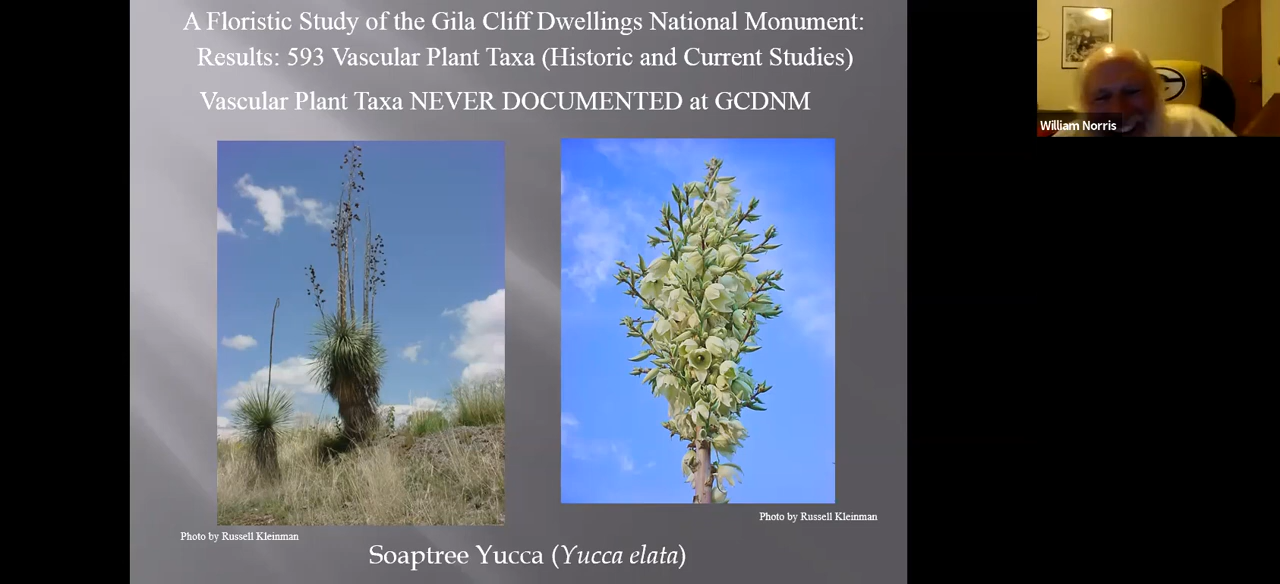 A Floristic Study of the Gila Cliff Dwellings National Monument:
Results: 593 Vascular Plant Taxa (Historic and Current Studies)
Vascular Plant Taxa NEVER DOCUMENTED at GCDNM
William Norris
Photo by Russell Kleinman
Photo by Russell Kleinman
Soaptree Yucca (Yucca elata)